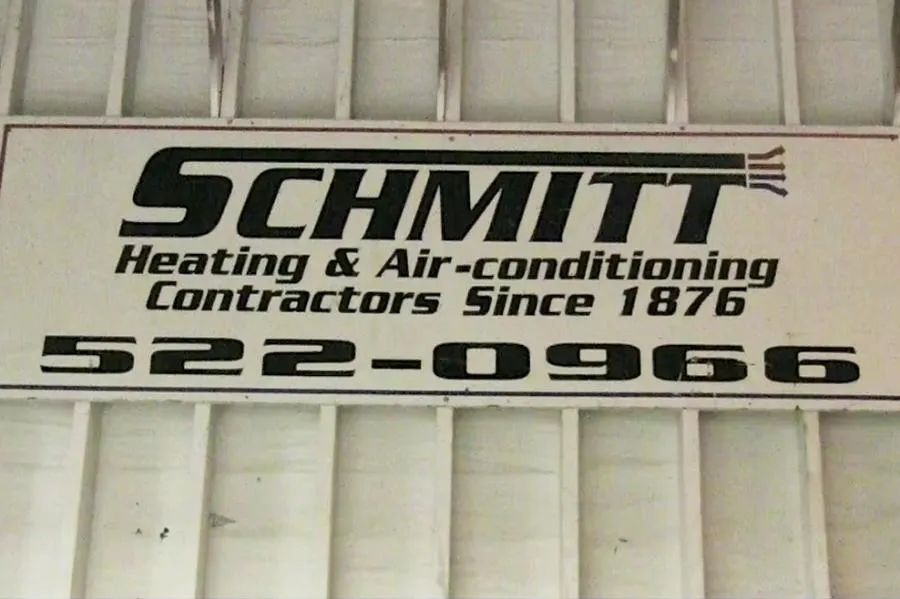 SCHMITT
Heating & Air-conditioning
Contractors Since 1876
522-0966